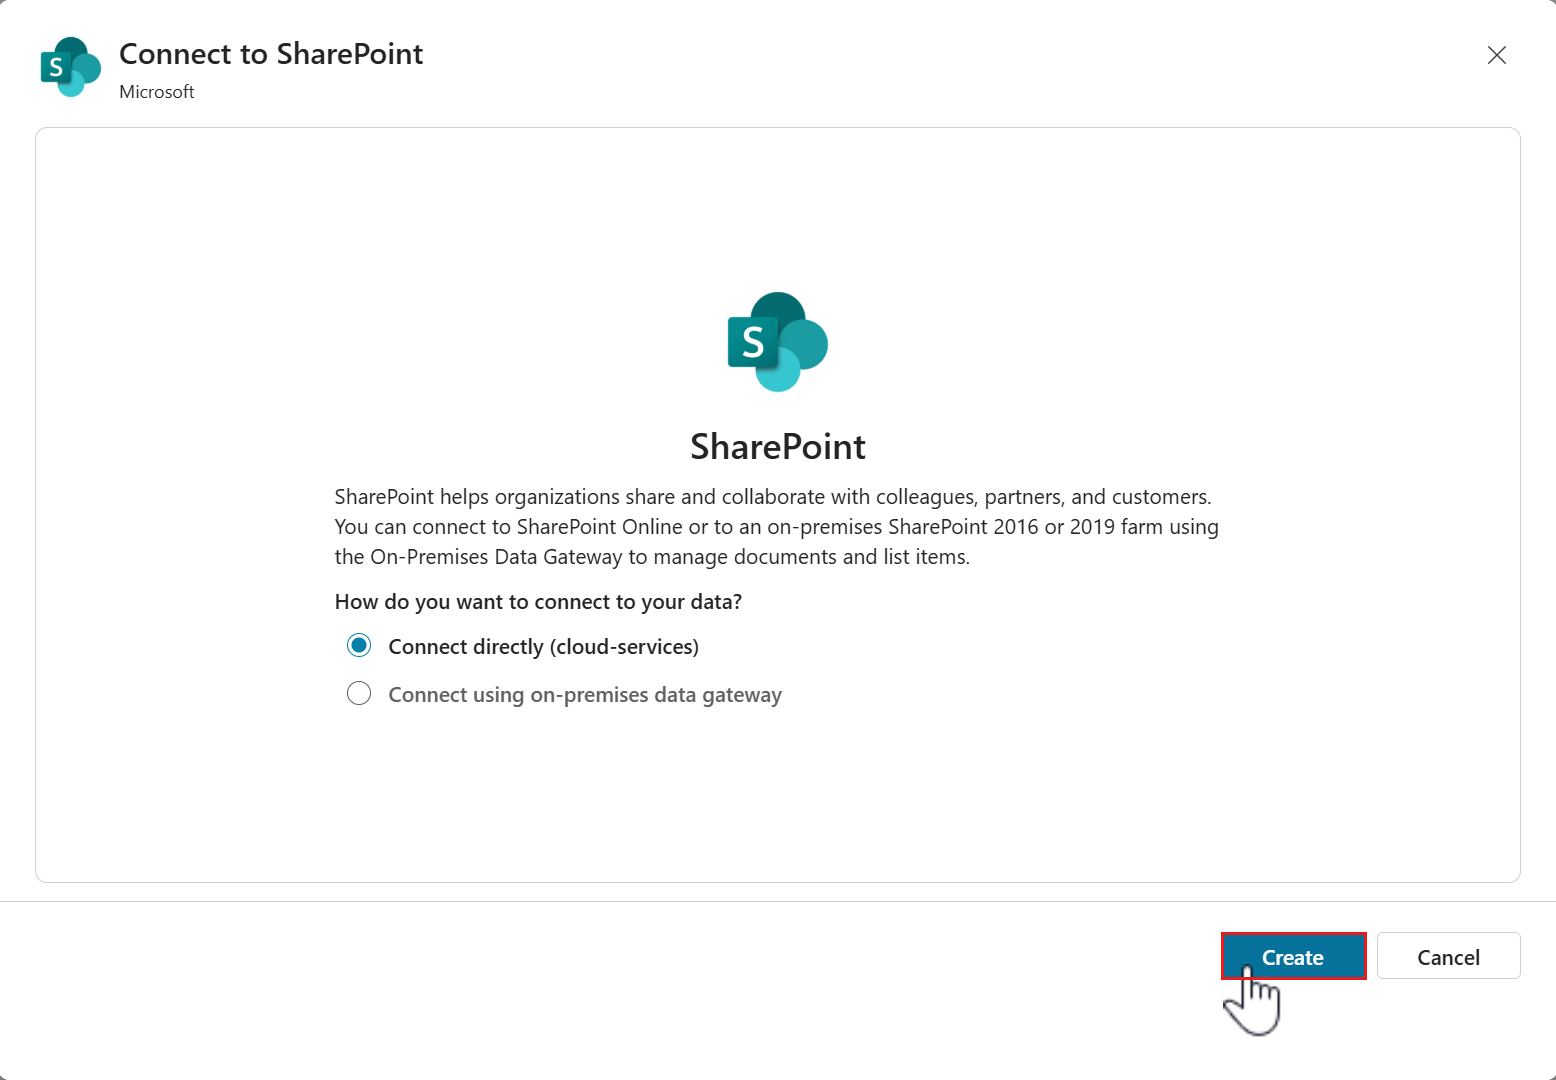 S
Connect to SharePoint
Microsoft
S
SharePoint
SharePoint helps organizations share and collaborate with colleagues, partners, and customers.
You can connect to SharePoint Online or to an on-premises SharePoint 2016 or 2019 farm using
the On-Premises Data Gateway to manage documents and list items.
How do you want to connect to your data?
Connect directly (cloud-services)
Connect using on-premises data gateway
Create
Cancel